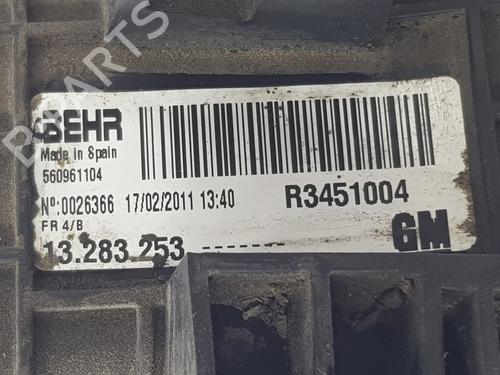 BEHR
Made in Spain
560961104
Nº:0026366 17/02/2011 13:40
R3451004
FR 4/B
13.283.253 ------
GM
B PARTS